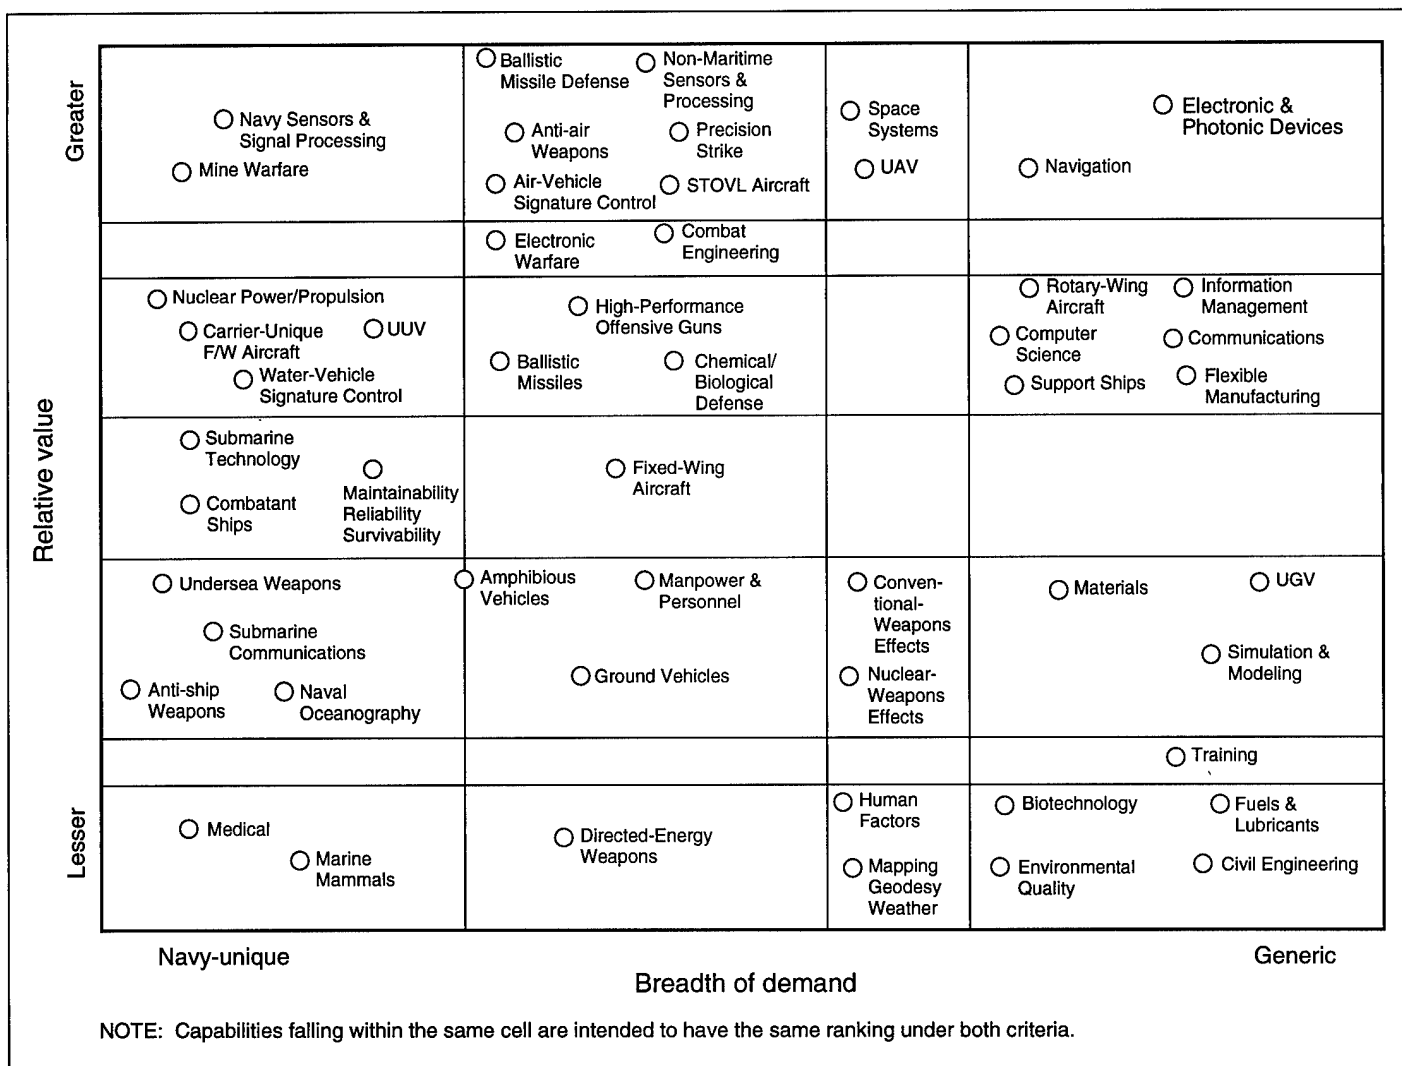 Greater
Relative value
Lesser
Navy Sensors &
Signal Processing
Mine Warfare
Ballistic
Missile Defense
Non-Maritime
Sensors &
Processing
Anti-air
Weapons
Precision
Strike
Air-Vehicle
Signature Control
STOVL Aircraft
Space
Systems
UAV
Electronic &
Photonic Devices
Navigation
Electronic
Warfare
Combat
Engineering
Nuclear Power/Propulsion
Carrier-Unique
F/W Aircraft
UUV
Water-Vehicle
Signature Control
High-Performance
Offensive Guns
Ballistic
Missiles
Chemical/
Biological
Defense
Rotary-Wing
Aircraft
Information
Management
Computer
Science
Communications
Support Ships
Flexible
Manufacturing
Submarine
Technology
Combatant
Ships
Maintainability
Reliability
Survivability
Fixed-Wing
Aircraft
Undersea Weapons
Submarine
Communications
Anti-ship
Weapons
Naval
Oceanography
Amphibious
Vehicles
Manpower &
Personnel
Ground Vehicles
Conven-
tional-
Weapons
Effects
Nuclear-
Weapons
Effects
Materials
UGV
Simulation &
Modeling
Training
Medical
Marine
Mammals
Directed-Energy
Weapons
Human
Factors
Mapping
Geodesy
Weather
Biotechnology
Fuels &
Lubricants
Environmental
Quality
Civil Engineering
Navy-unique
Generic
Breadth of demand
NOTE: Capabilities falling within the same cell are intended to have the same ranking under both criteria.